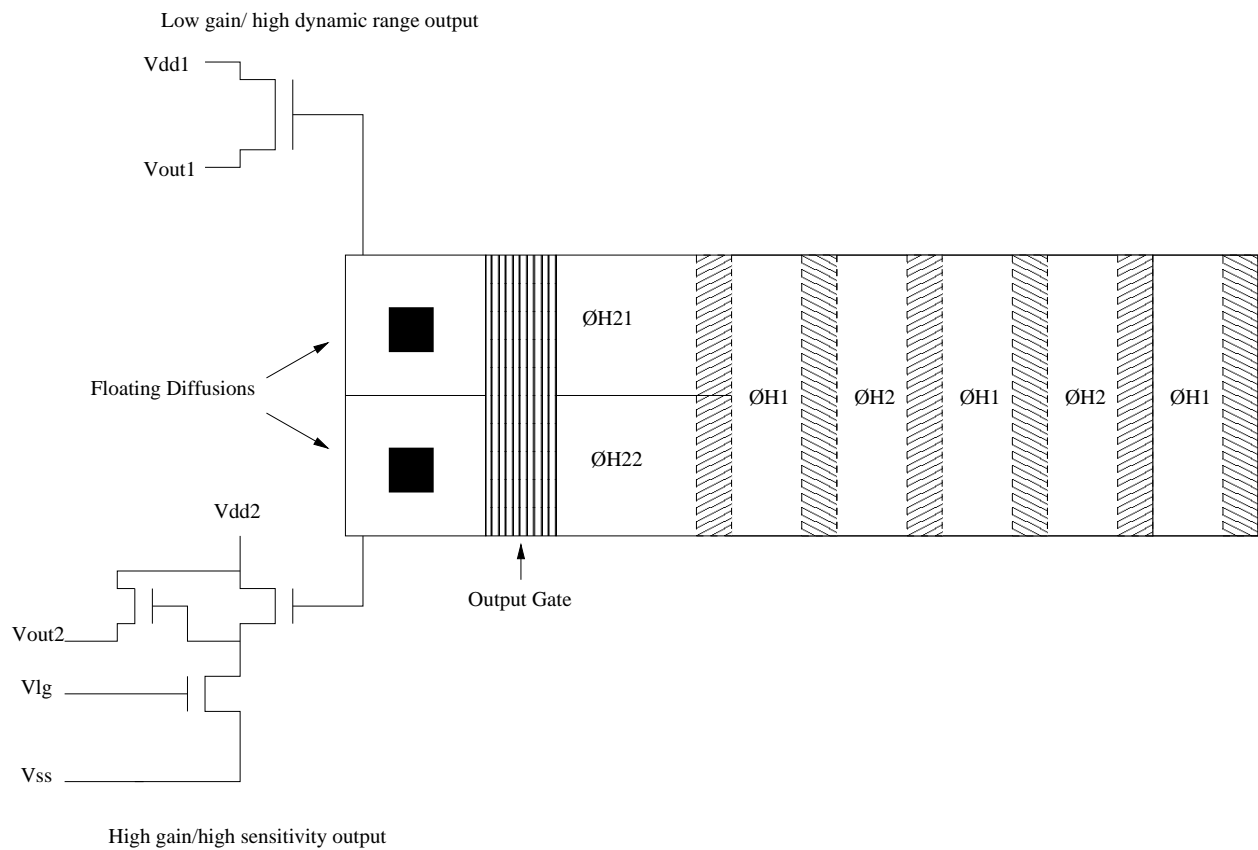 Low gain/ high dynamic range output
Vdd1
Vout1
ØH21
Floating Diffusions
ØH1
ØH2
ØH1
ØH2
ØH1
ØH22
Vdd2
Output Gate
Vout2
Vlg
Vss
High gain/high sensitivity output